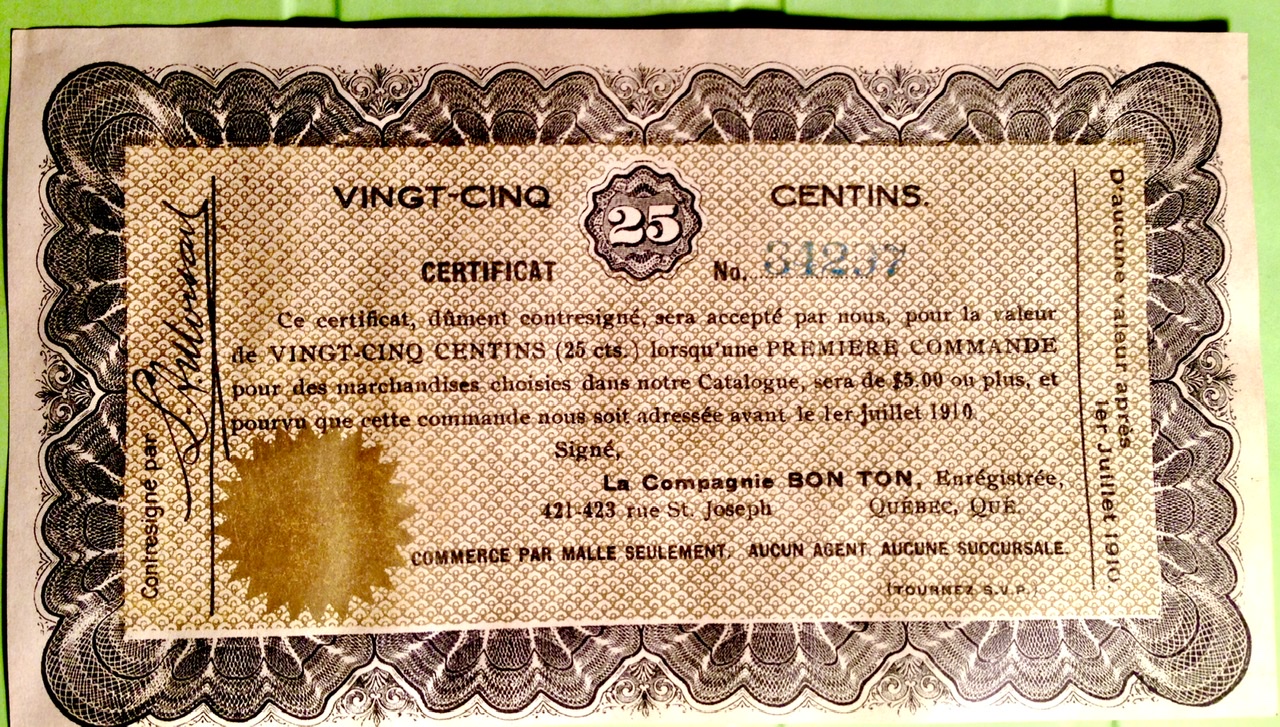 VINGT-CINQ 25 CENTINS.
CERTIFICAT No. 31237
Ce certificat, dûment contresigné, sera accepté par nous, pour la valeur
de VINGT-CINQ CENTINS (25 cts.) lorsqu'une PREMIERE COMMANDE
pour des marchandises choisies dans notre Catalogue, sera de $5.00 ou plus, et
pourvu que cette commande nous soit adressée avant le 1er Juillet 1910
Signé,
La Compagnie BON TON, Enrégistrée,
421-423 rue St. Joseph QUÉBEC, QUÉ.
COMMERCE PAR MALLE SEULEMENT. AUCUN AGENT. AUCUNE SUCCURSALE.
(TOURNEZ S.V.P.)
Contresigné par
D'aucune valeur après
1er Juillet 1910.